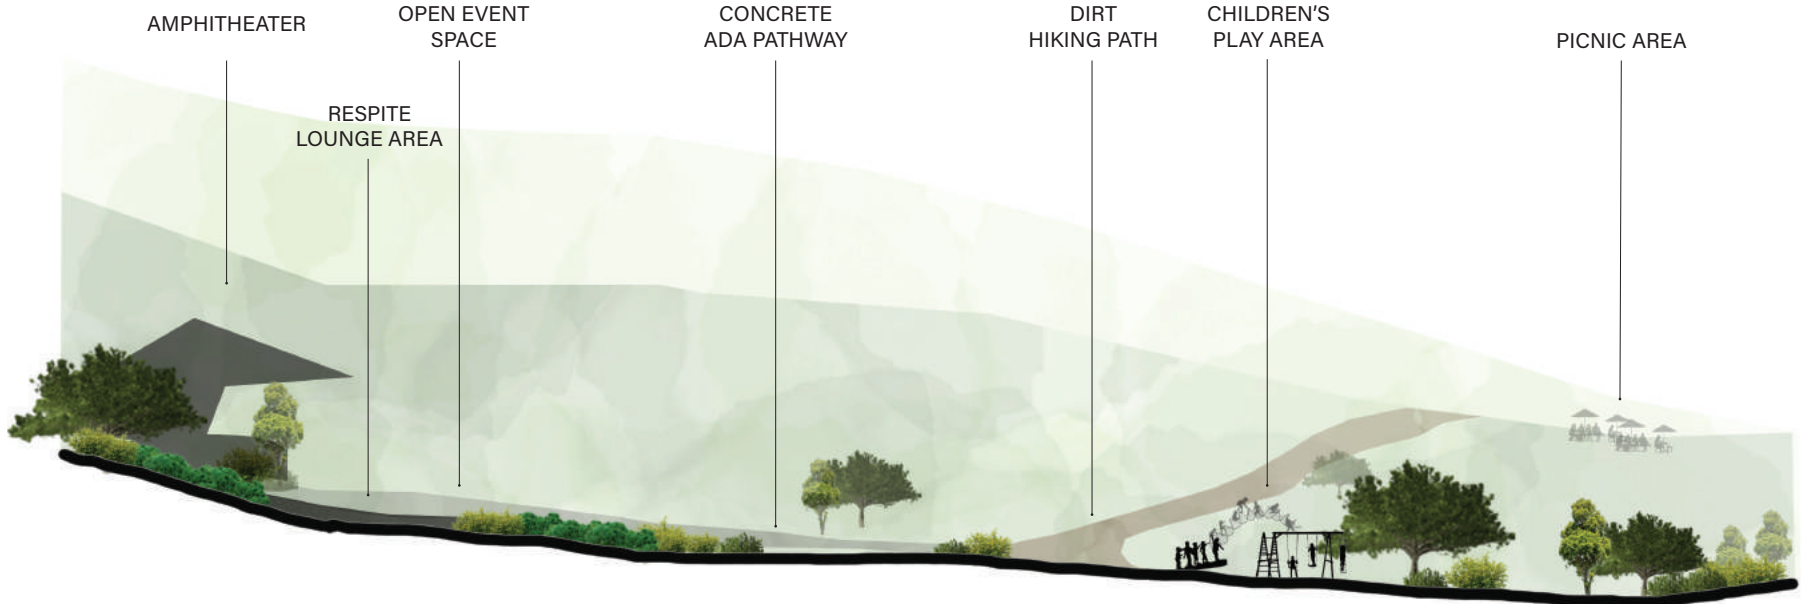 AMPHITHEATER
RESPITE
LOUNGE AREA
OPEN EVENT
SPACE
CONCRETE
ADA PATHWAY
DIRT
HIKING PATH
CHILDREN'S
PLAY AREA
PICNIC AREA